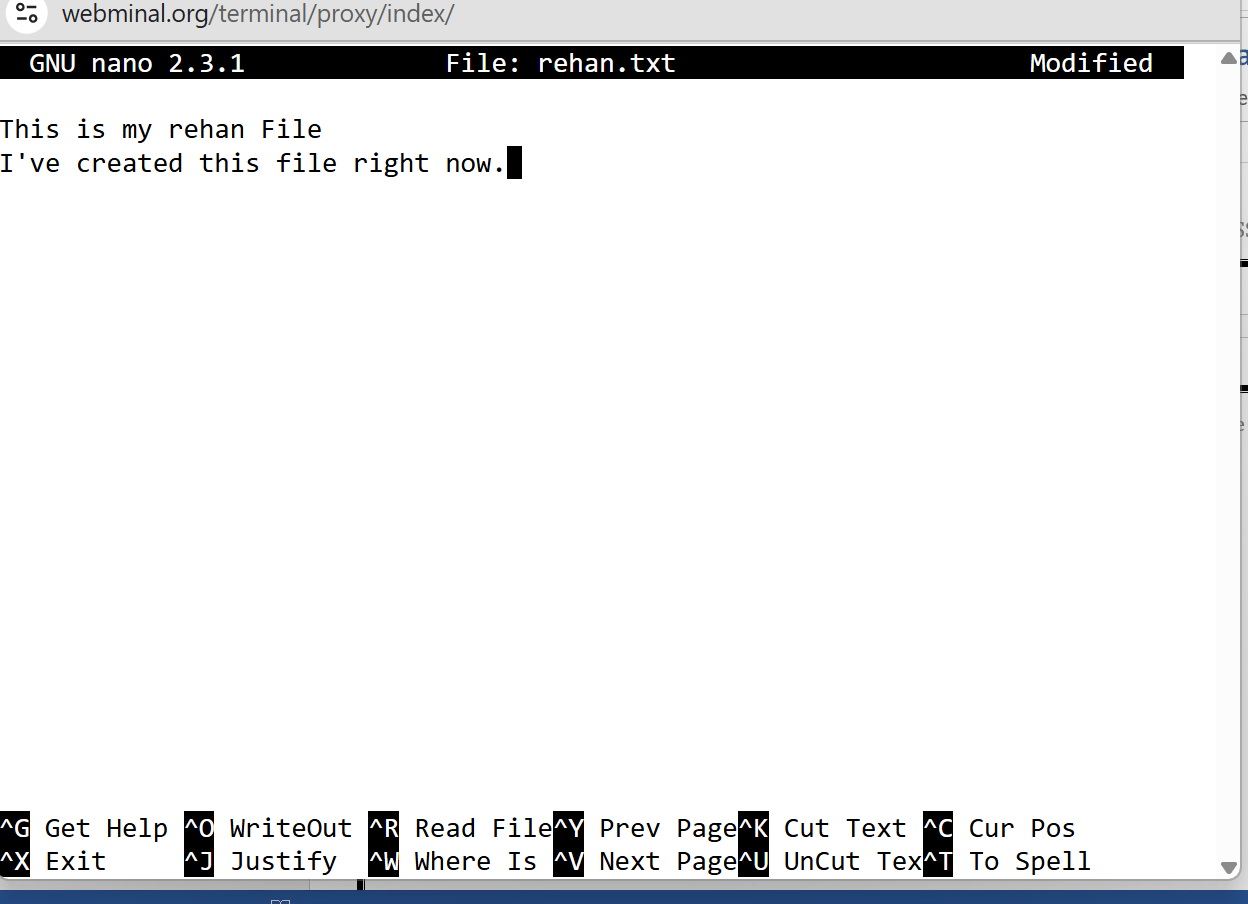 webminal.org/terminal/proxy/index/
GNU nano 2.3.1 File: rehan.txt Modified
This is my rehan File
I've created this file right now.
^G Get Help ^O WriteOut ^R Read File^Y Prev Page^K Cut Text ^C Cur Pos
^X Exit ^J Justify ^W Where Is ^V Next Page^U UnCut Tex^T To Spell